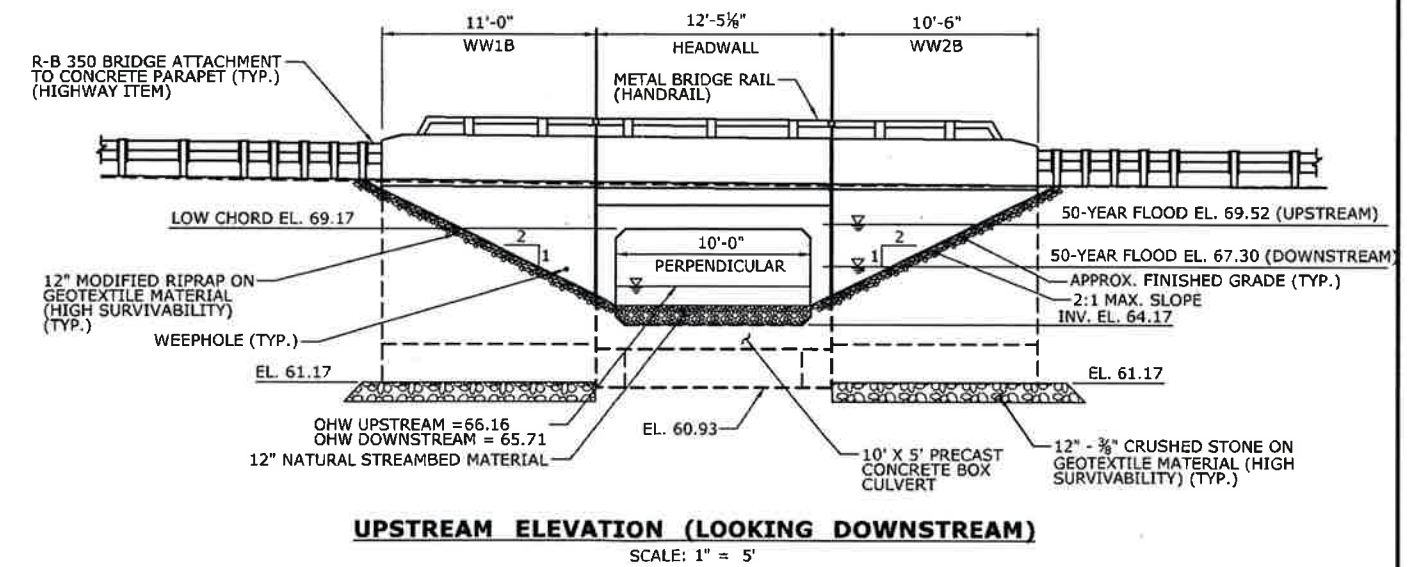 11'-0"
WW1B
12'-5⅛"
HEADWALL
10'-6"
WW2B
R-B 350 BRIDGE ATTACHMENT
TO CONCRETE PARAPET (TYP.)
(HIGHWAY ITEM)
METAL BRIDGE RAIL
(HANDRAIL)
LOW CHORD EL. 69.17
2
1
10'-0"
PERPENDICULAR
2
1
50-YEAR FLOOD EL. 69.52 (UPSTREAM)
50-YEAR FLOOD EL. 67.30 (DOWNSTREAM)
APPROX. FINISHED GRADE (TYP.)
2:1 MAX. SLOPE
INV. EL. 64.17
12" MODIFIED RIPRAP ON
GEOTEXTILE MATERIAL
(HIGH SURVIVABILITY)
(TYP.)
WEEPHOLE (TYP.)
EL. 61.17
EL. 61.17
OHW UPSTREAM =66.16
OHW DOWNSTREAM = 65.71
12" NATURAL STREAMBED MATERIAL
EL. 60.93
10' X 5' PRECAST
CONCRETE BOX
CULVERT
12" - ⅜" CRUSHED STONE ON
GEOTEXTILE MATERIAL (HIGH
SURVIVABILITY) (TYP.)
UPSTREAM ELEVATION (LOOKING DOWNSTREAM)
SCALE: 1" = 5'